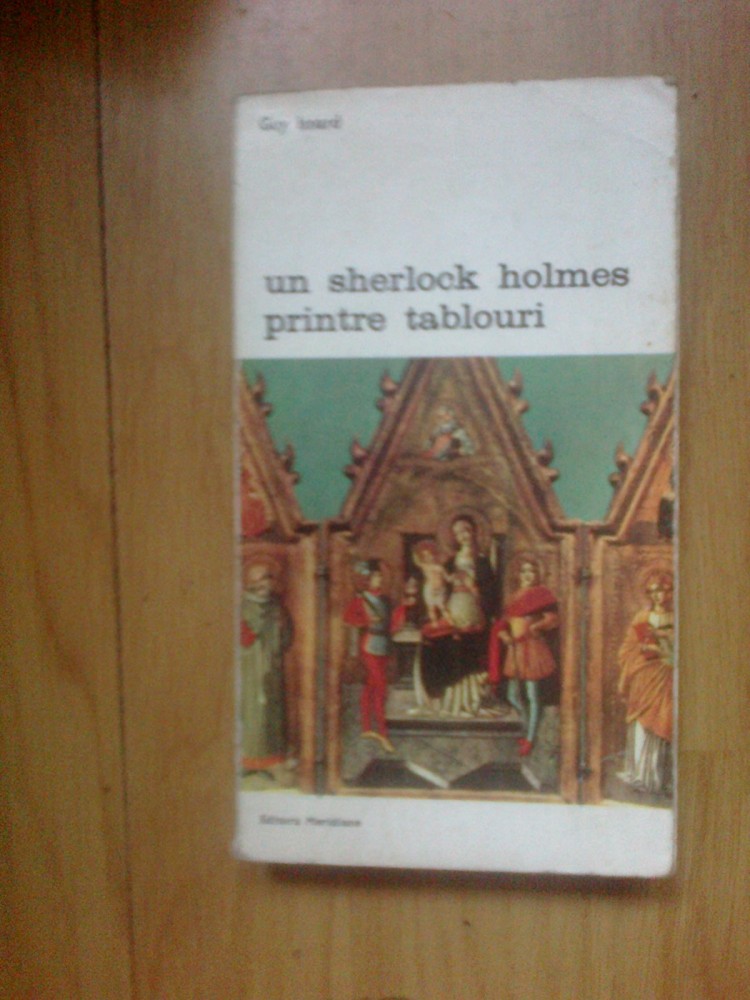 Guy Isnard
un sherlock holmes
printre tablouri
Editura Meridiane